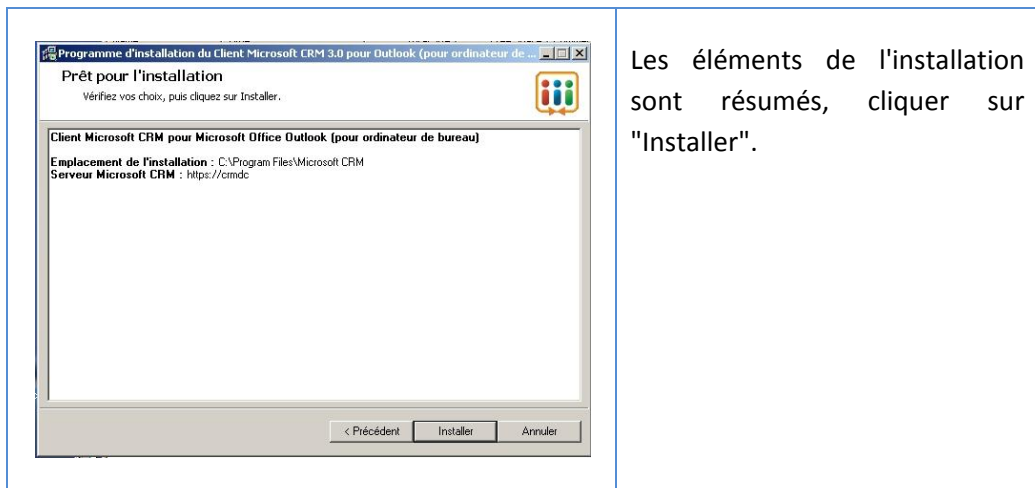 Programme d'installation du Client Microsoft CRM 3.0 pour Outlook (pour ordinateur de ...
Prêt pour l'installation
Vérifiez vos choix, puis cliquez sur Installer.
Client Microsoft CRM pour Microsoft Office Outlook (pour ordinateur de bureau)
Emplacement de l'installation : C:\Program Files\Microsoft CRM
Serveur Microsoft CRM : https://crmdc
< Précédent
Installer
Annuler
Les éléments de l'installation
sont résumés, cliquer sur
"Installer".